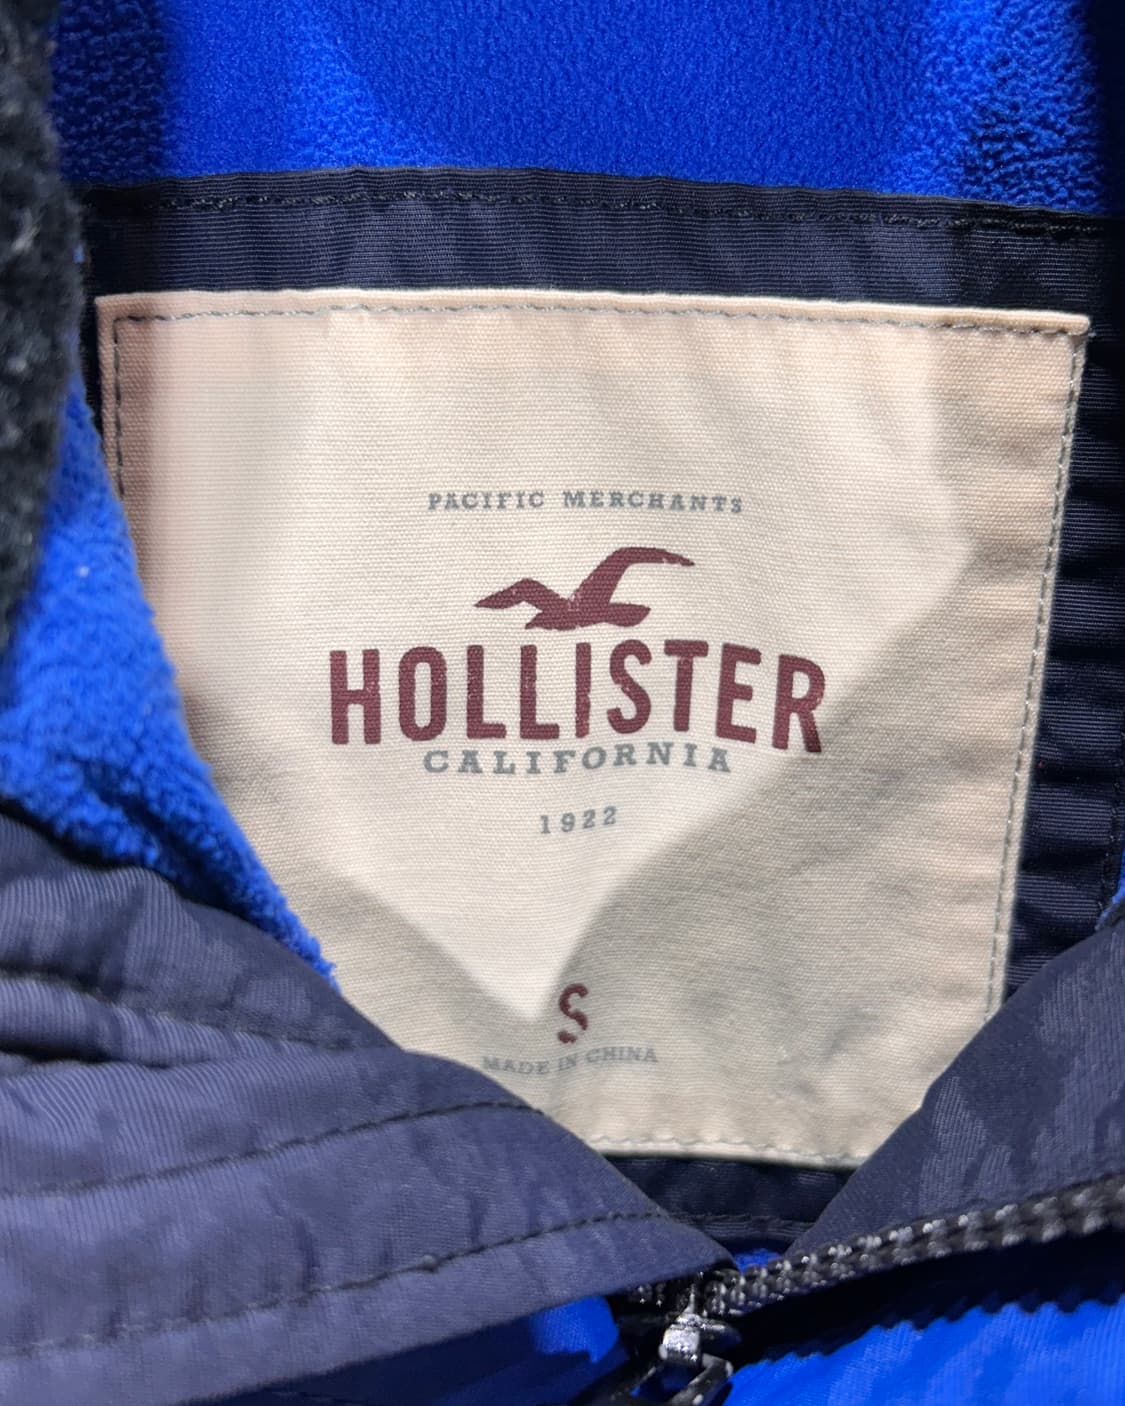 PACIFIC MERCHANTS
HOLLISTER
CALIFORNIA
1922
S
MADE IN CHINA